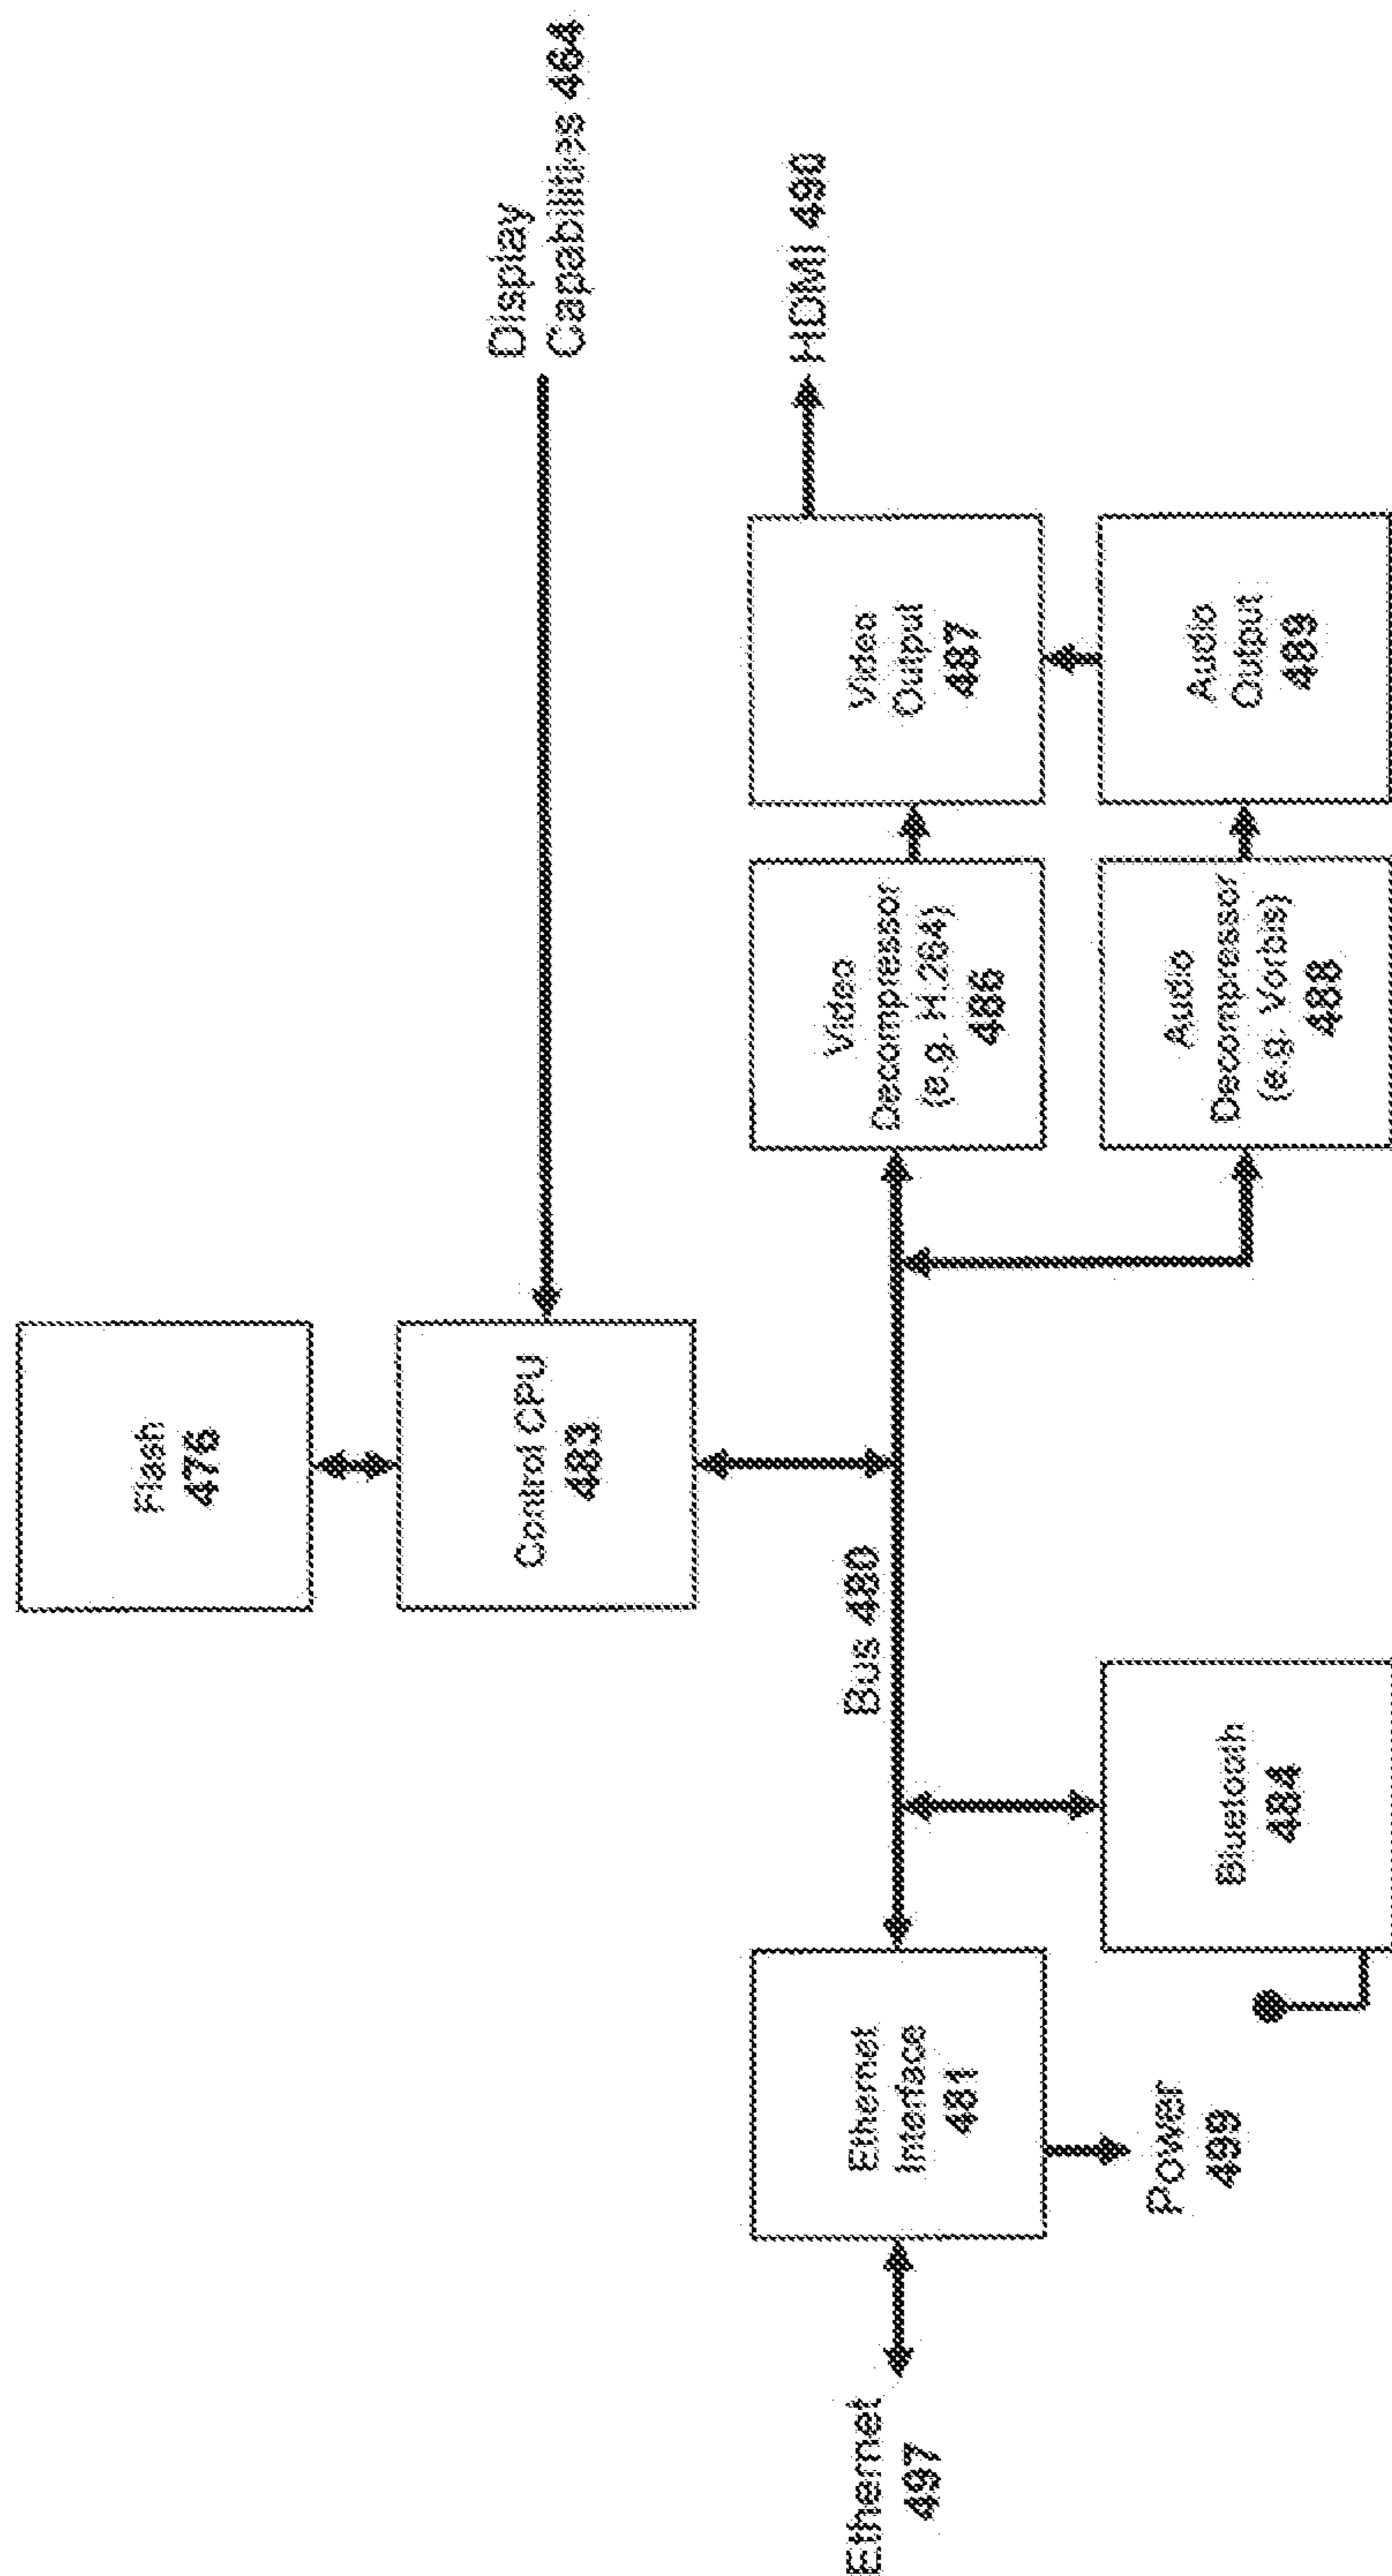 Flash
476
Control CPU
483
Display
Capabilities 464
Bus 480
Ethernet
497
Ethernet
Interface
481
Power
499
Bluetooth
484
Video
Decompressor
(e.g. H.264)
486
Video
Output
487
HDMI 490
Audio
Decompressor
(e.g. Vorbis)
488
Audio
Output
489